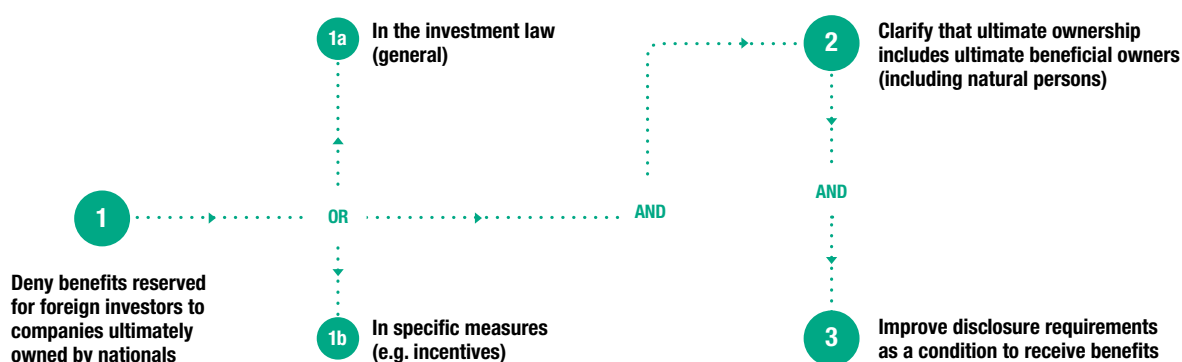 1
Deny benefits reserved
for foreign investors to
companies ultimately
owned by nationals
OR
1a
In the investment law
(general)
1b
In specific measures
(e.g. incentives)
AND
2
Clarify that ultimate ownership
includes ultimate beneficial owners
(including natural persons)
AND
3
Improve disclosure requirements
as a condition to receive benefits